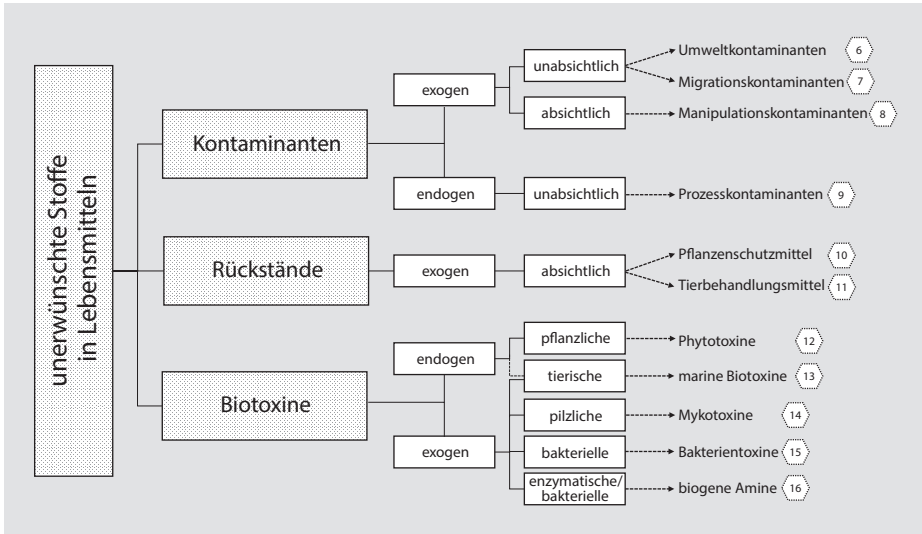 unerwünschte Stoffe
in Lebensmitteln
Kontaminanten
exogen
unabsichtlich
Umweltkontaminanten 6
Migrationskontaminanten 7
absichtlich
Manipulationskontaminanten 8
endogen
unabsichtlich
Prozesskontaminanten 9
Rückstände
exogen
absichtlich
Pflanzenschutzmittel 10
Tierbehandlungsmittel 11
Biotoxine
endogen
pflanzliche
Phytotoxine 12
tierische
marine Biotoxine 13
exogen
pilzliche
Mykotoxine 14
bakterielle
Bakterientoxine 15
enzymatische/
bakterielle
biogene Amine 16